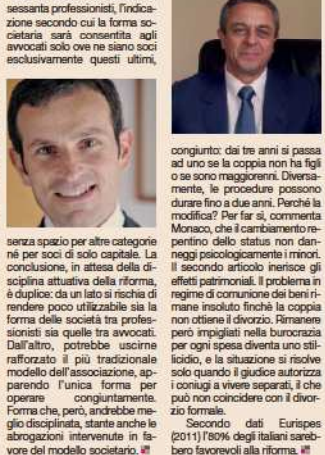 sessanta professionisti, l'indica-
zione secondo cui la forma so-
cietaria sarà consentita agli
avvocati solo ove ne siano soci
esclusivamente questi ultimi,
senza spazio per altre categorie
né per soci di solo capitale. La
conclusione, in attesa della di-
sciplina attuativa della riforma,
è duplice: da un lato si rischia di
rendere poco utilizzabile sia la
forma delle società tra profes-
sionisti sia quelle tra avvocati.
Dall'altro, potrebbe uscirne
rafforzato il più tradizionale
modello dell'associazione, ap-
parendo l'unica forma per
operare congiuntamente.
Forma che, però, andrebbe me-
glio disciplinata, stante anche le
abrogazioni intervenute in fa-
vore del modello societario.
congiunto: dai tre anni si passa
ad uno se la coppia non ha figli
o se sono maggiorenni. Diversa-
mente, le procedure possono
durare fino a due anni. Perché la
modifica? Per far sì, commenta
Monaco, che il cambiamento re-
pentino dello status non dan-
neggi psicologicamente i minori.
Il secondo articolo inerisce gli
effetti patrimoniali. Il problema in
regime di comunione dei beni ri-
mane insoluto finché la coppia
non ottiene il divorzio. Rimanere
però impigliati nella burocrazia
per ogni spesa diventa uno stil-
licidio, e la situazione si risolve
solo quando il giudice autorizza
i coniugi a vivere separati, il che
può non coincidere con il divor-
zio formale.
Secondo dati Eurispes
(2011) l'80% degli italiani sareb-
bero favorevoli alla riforma.